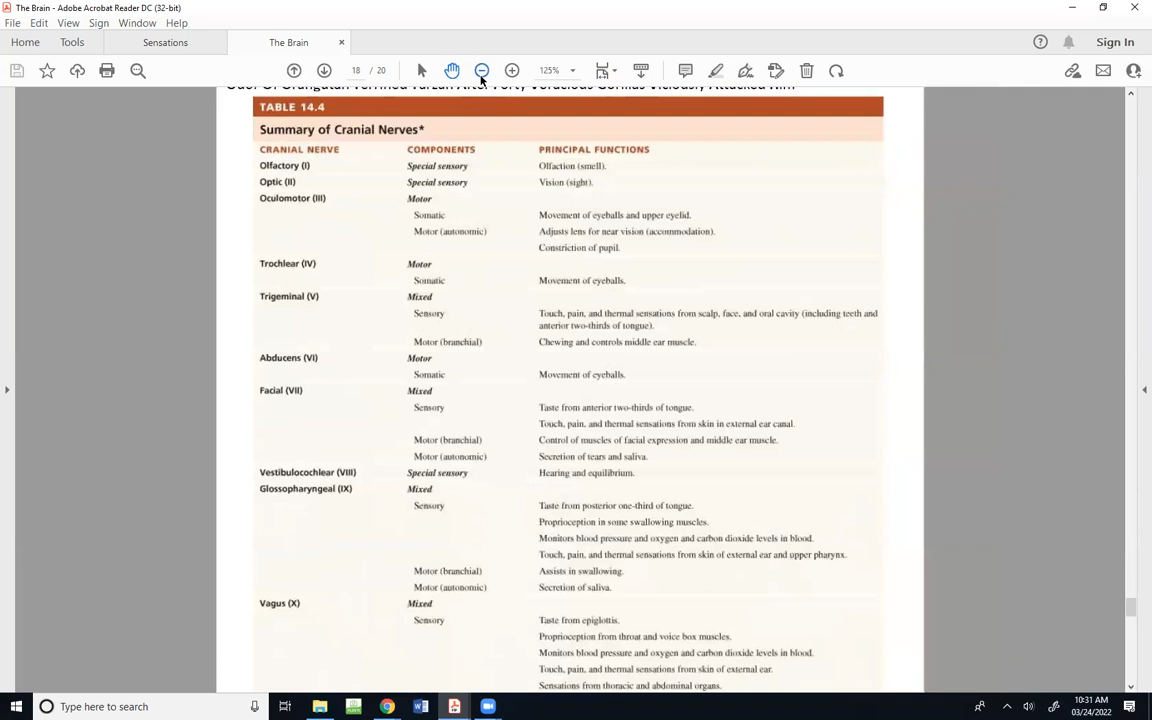 The Brain - Adobe Acrobat Reader DC (32-bit)
File Edit View Sign Window Help
Home Tools Sensations The Brain × Sign In
18 / 20 125%
Odor Of Orangutan Terrified Tarzan After Forty Voracious Gorillas Viciously Attacked Him
TABLE 14.4
Summary of Cranial Nerves*
CRANIAL NERVE COMPONENTS PRINCIPAL FUNCTIONS
Olfactory (I) Special sensory Olfaction (smell).
Optic (II) Special sensory Vision (sight).
Oculomotor (III) Motor
Somatic Movement of eyeballs and upper eyelid.
Motor (autonomic) Adjusts lens for near vision (accommodation).
Constriction of pupil.
Trochlear (IV) Motor
Somatic Movement of eyeballs.
Trigeminal (V) Mixed
Sensory Touch, pain, and thermal sensations from scalp, face, and oral cavity (including teeth and
anterior two-thirds of tongue).
Motor (branchial) Chewing and controls middle ear muscle.
Abducens (VI) Motor
Somatic Movement of eyeballs.
Facial (VII) Mixed
Sensory Taste from anterior two-thirds of tongue.
Touch, pain, and thermal sensations from skin in external ear canal.
Motor (branchial) Control of muscles of facial expression and middle ear muscle.
Motor (autonomic) Secretion of tears and saliva.
Vestibulocochlear (VIII) Special sensory Hearing and equilibrium.
Glossopharyngeal (IX) Mixed
Sensory Taste from posterior one-third of tongue.
Proprioception in some swallowing muscles.
Monitors blood pressure and oxygen and carbon dioxide levels in blood.
Touch, pain, and thermal sensations from skin of external ear and upper pharynx.
Motor (branchial) Assists in swallowing.
Motor (autonomic) Secretion of saliva.
Vagus (X) Mixed
Sensory Taste from epiglottis.
Proprioception from throat and voice box muscles.
Monitors blood pressure and oxygen and carbon dioxide levels in blood.
Touch, pain, and thermal sensations from skin of external ear.
Sensations from thoracic and abdominal organs.
Type here to search
10:31 AM
03/24/2022